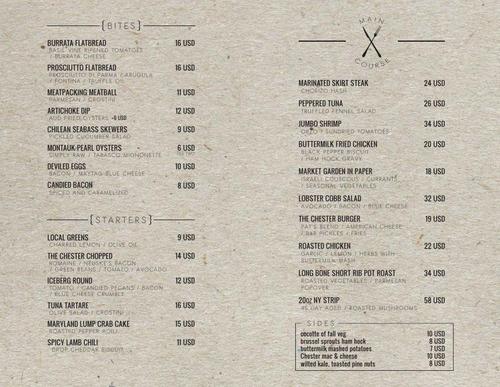 BITES
BURRATA FLATBREAD 16 USD
BASIL VINE RIPENED TOMATOES
/ BURRATA CHEESE
PROSCIUTTO FLATBREAD 16 USD
PROSCIUTTO DI PARMA / ARUGULA
/ FONTINA / TRUFFLE OIL
MEATPACKING MEATBALL 11 USD
PARMESAN / CROSTINI
ARTICHOKE DIP 12 USD
ADD FRIED OYSTERS +9 USD
CHILEAN SEABASS SKEWERS 9 USD
PICKLED CUCUMBER SALAD
MONTAUK-PEARL OYSTERS 6 USD
SIMPLY RAW / TABASCO MIGNONETTE
DEVILED EGGS 10 USD
BACON / MAYTAG BLUE CHEESE
CANDIED BACON 8 USD
SPICED AND CARAMELIZED
STARTERS
LOCAL GREENS 9 USD
CHARRED LEMON / OLIVE OIL
THE CHESTER CHOPPED 14 USD
ROMAINE / NEUSKE'S BACON
/ GREEN BEANS / TOMATO / AVOCADO
ICEBERG ROUND 12 USD
TOMATO / CANDIED PECANS / BACON
/ BLUE CHEESE CRUMBLE
TUNA TARTARE 16 USD
OLIVE SALAD / CROSTINI
MARYLAND LUMP CRAB CAKE 15 USD
ROASTING PEPPER AIOLI
SPICY LAMB CHILI 11 USD
DROP CHEDDAR BISCUIT
MAIN
COURSE
MARINATED SKIRT STEAK 24 USD
CHORIZO HASH
PEPPERED TUNA 26 USD
TRUFFLED FENNEL SALAD
JUMBO SHRIMP 34 USD
ORZO / SUNDRIED TOMATOES
BUTTERMILK FRIED CHICKEN 20 USD
BLACK PEPPER BISCUIT
/ HAM HOCK GRAVY
MARKET GARDEN IN PAPER 18 USD
ISRAELI COUSCOUS / CURRANTS
/ SEASONAL VEGETABLES
LOBSTER COBB SALAD 32 USD
AVOCADO / BACON / BLUE CHEESE
THE CHESTER BURGER 19 USD
PAT'S BLEND / AMERICAN CHEESE
/ B&B PICKLES / FRIES
ROASTED CHICKEN 22 USD
GARLIC / LEMON / HERBS WITH
BUTTERMILK MASH
LONG BONE SHORT RIB POT ROAST 34 USD
ROASTED VEGETABLES / PARMESAN
POPOVER
20oz NY STRIP 58 USD
45 DAY AGED / ROASTED MUSHROOMS
SIDES
cocotte of fall veg. 10 USD
brussel sprouts ham hock 8 USD
buttermilk mashed potatoes 7 USD
Chester mac & cheese 10 USD
wilted kale, toasted pine nuts 8 USD